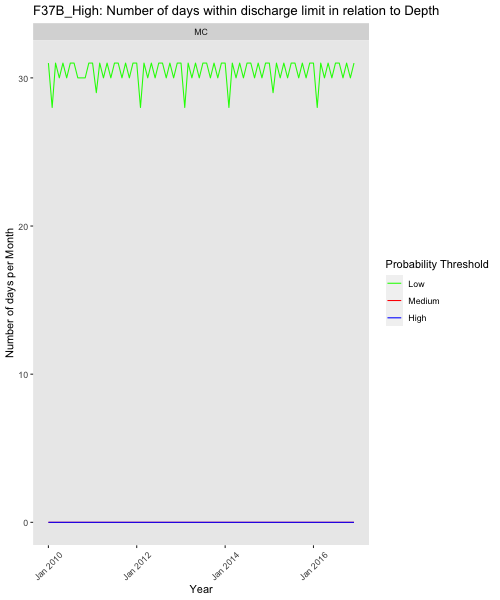 F37B_High: Number of days within discharge limit in relation to Depth
MC
30
20
10
0
Number of days per Month
Jan 2010
Jan 2012
Jan 2014
Jan 2016
Year
Probability Threshold
Low
Medium
High